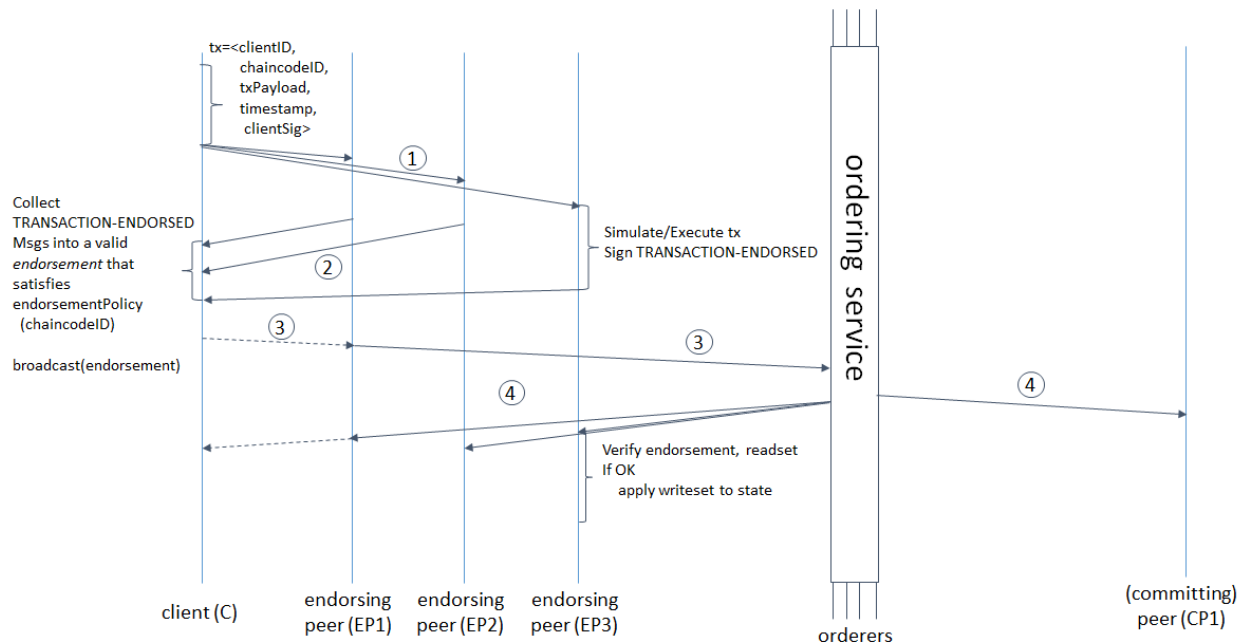 tx=<clientID,
chaincodeID,
txPayload,
timestamp,
clientSig>
1
Collect
TRANSACTION-ENDORSED
Msgs into a valid
endorsement that
satisfies
endorsementPolicy
(chaincodeID)
2
Simulate/Execute tx
Sign TRANSACTION-ENDORSED
ordering service
3
3
broadcast(endorsement)
4
4
Verify endorsement, readset
If OK
apply writeset to state
client (C)
endorsing
peer (EP1)
endorsing
peer (EP2)
endorsing
peer (EP3)
orderers
(committing)
peer (CP1)